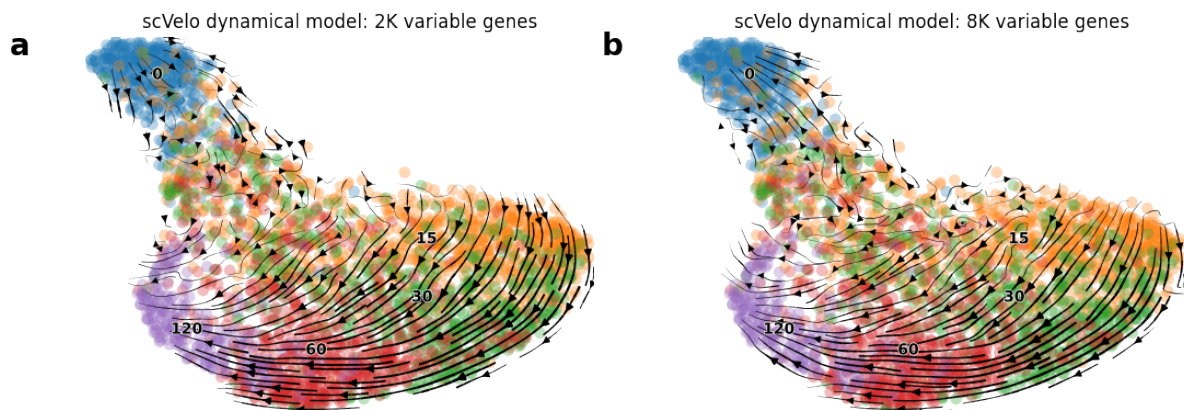 scVelo dynamical model: 2K variable genes
a
0
15
30
120
60
scVelo dynamical model: 8K variable genes
b
0
15
30
120
60